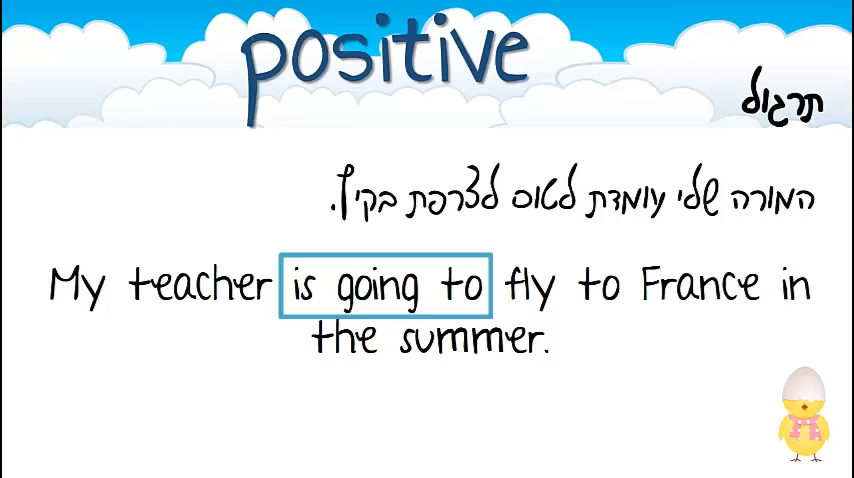 positive
תרגול
המורה שלי עומדת לטוס לצרפת בקיץ.
My teacher is going to fly to France in
the summer.